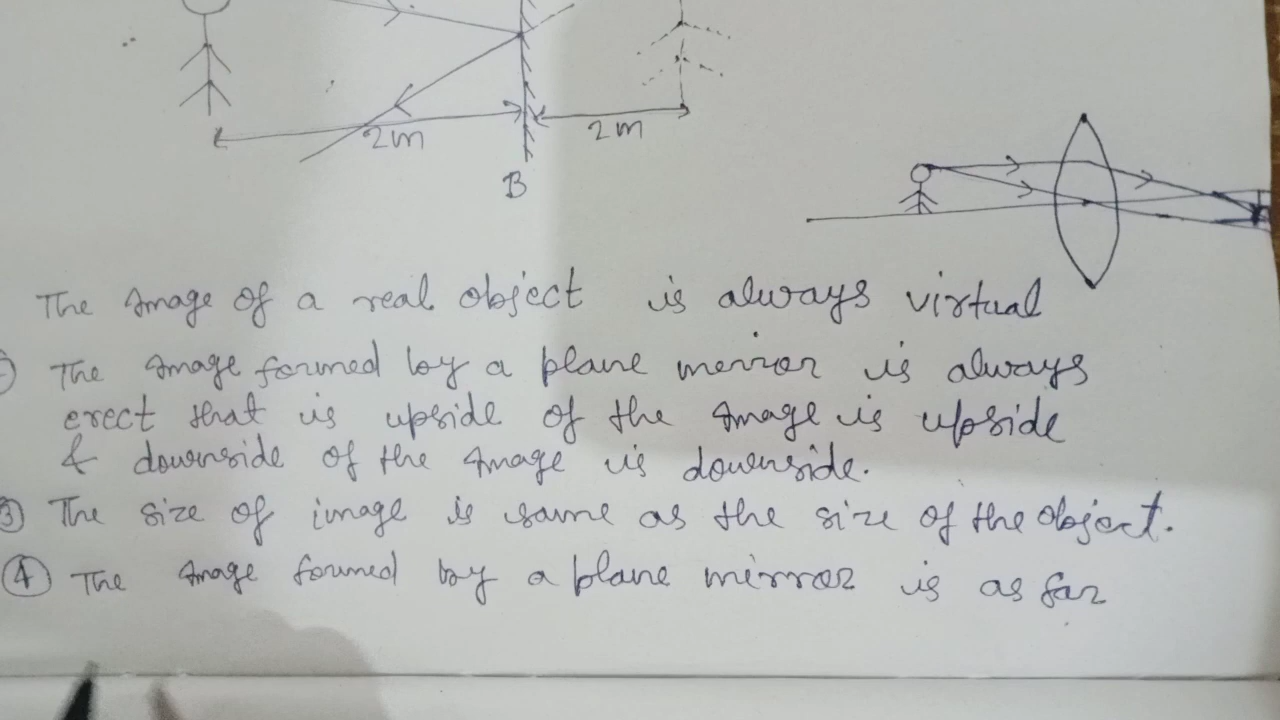 2m 2m
B
The Image of a real object is always virtual
The Image formed by a plane mirror is always
erect that is upside of the Image is upside
& downside of the Image is downside.
③ The size of image is same as the size of the object.
④ The Image formed by a plane mirror is as far